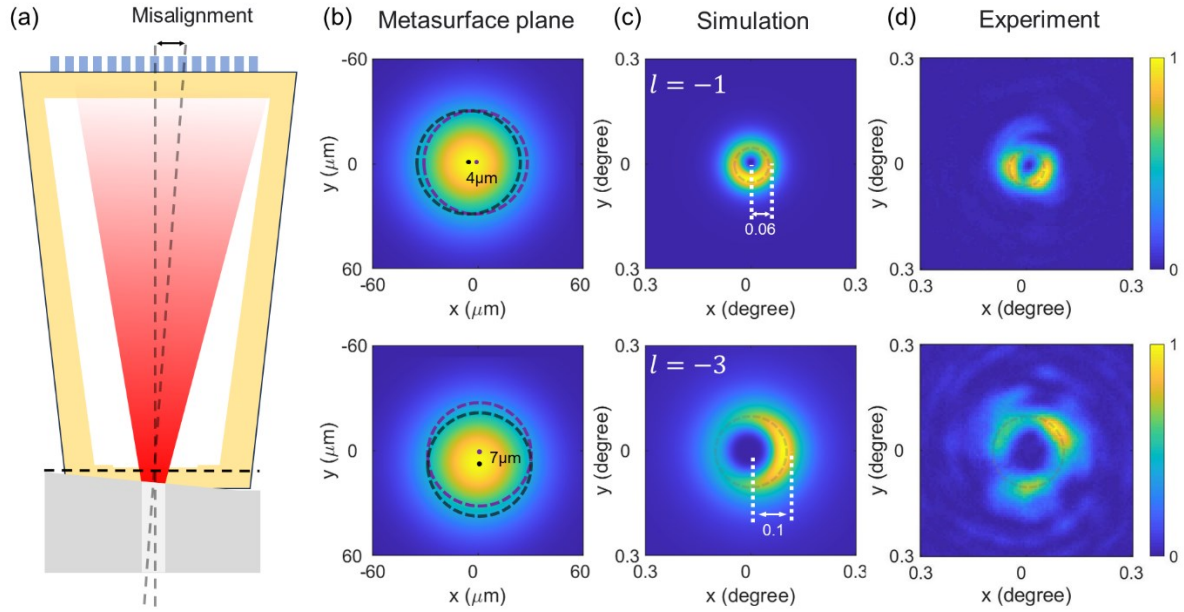 (a) Misalignment
(b) Metasurface plane
(c) Simulation
(d) Experiment
-60
0
60
y (μm)
4μm
-60 0 60
x (μm)
0.3
0
0.3
y (degree)
l = −1
0.06
0.3 0 0.3
x (degree)
0.3
0
0.3
y (degree)
0.3 0 0.3
x (degree)
1
0
-60
0
60
y (μm)
7μm
-60 0 60
x (μm)
0.3
0
0.3
y (degree)
l = −3
0.1
0.3 0 0.3
x (degree)
0.3
0
0.3
y (degree)
0.3 0 0.3
x (degree)
1
0